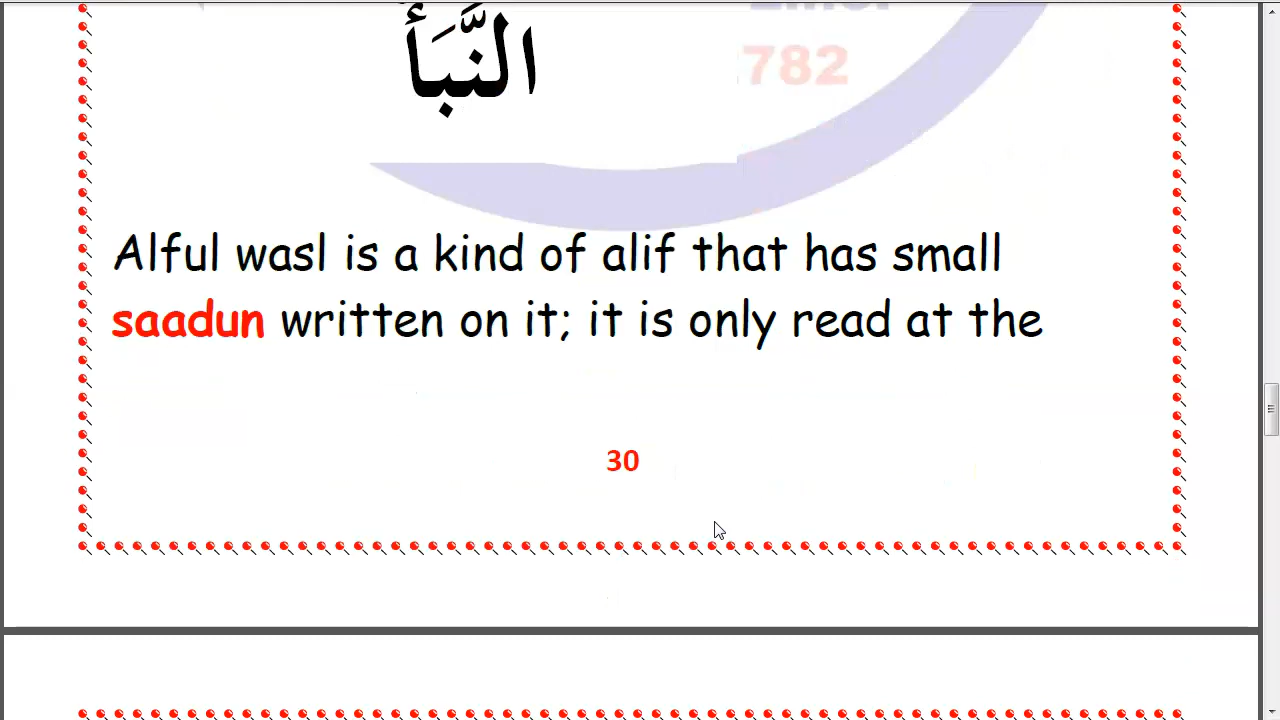 النَّبَأ
782
Alful wasl is a kind of alif that has small
saadun written on it; it is only read at the
30